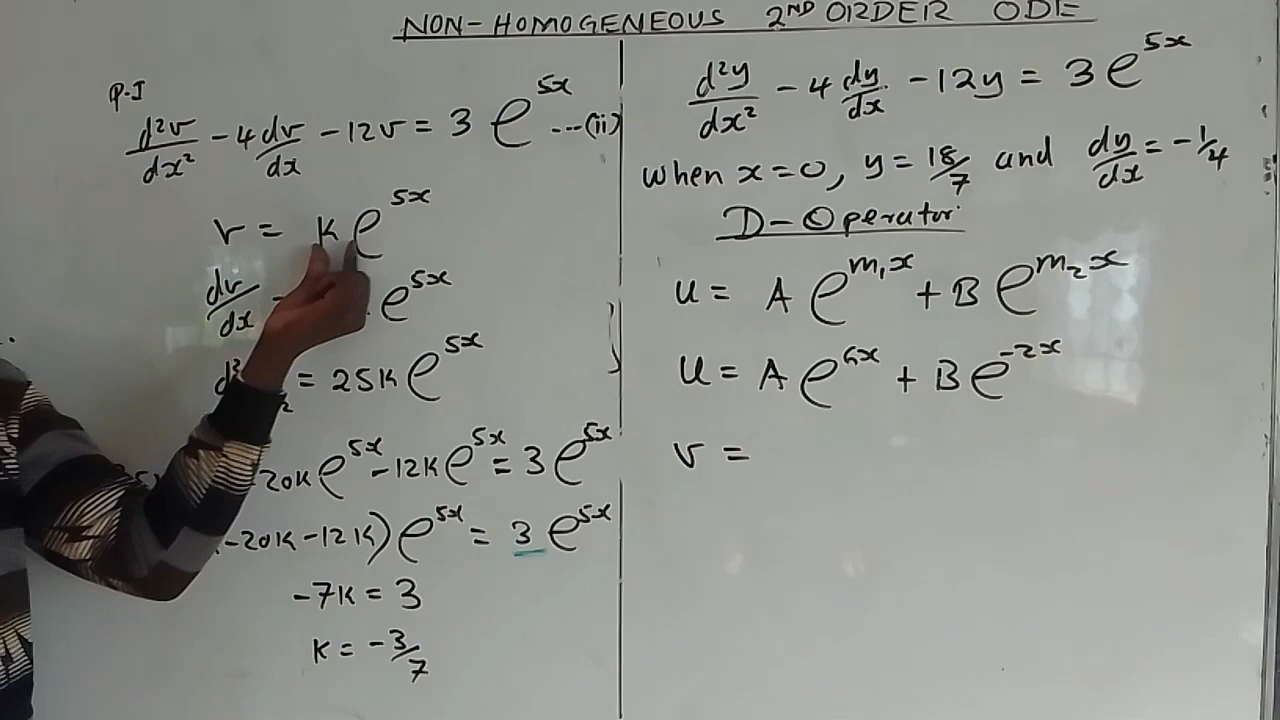 NON-HOMOGENEOUS 2ND ORDER ODE
P.I
d²v/dx² - 4 dv/dx - 12v = 3e^5x ---(ii)
v = ke^5x
dv/dx e^5x
= 25ke^5x
20ke^5x - 12ke^5x = 3e^5x
-20k - 12k)e^5x = 3e^5x
-7k = 3
k = -3/7
d²y/dx² - 4 dy/dx - 12y = 3e^5x
when x = 0, y = 18/7 and dy/dx = -1/4
D-Operator
u = Ae^m₁x + Be^m₂x
u = Ae^6x + Be^-2x
v =